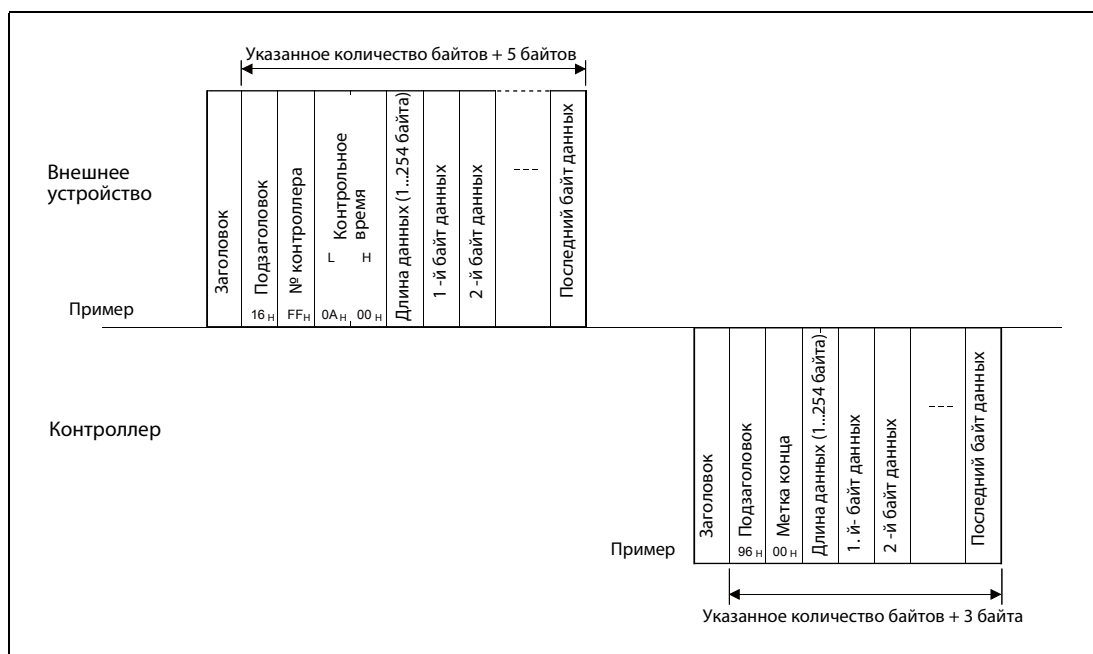 Указанное количество байтов + 5 байтов
Внешнее
устройство
Заголовок
Подзаголовок
№ контроллера
Контрольное
время
L H
Длина данных (1...254 байта)
1 -й байт данных
2 -й байт данных
---
Последний байт данных
Пример
16 H
FFH
0A H
00 H
Контроллер
Заголовок
Подзаголовок
Метка конца
Длина данных (1...254 байта)
1. й- байт данных
2 -й байт данных
---
Последний байт данных
Пример
96 H
00 H
Указанное количество байтов + 3 байта